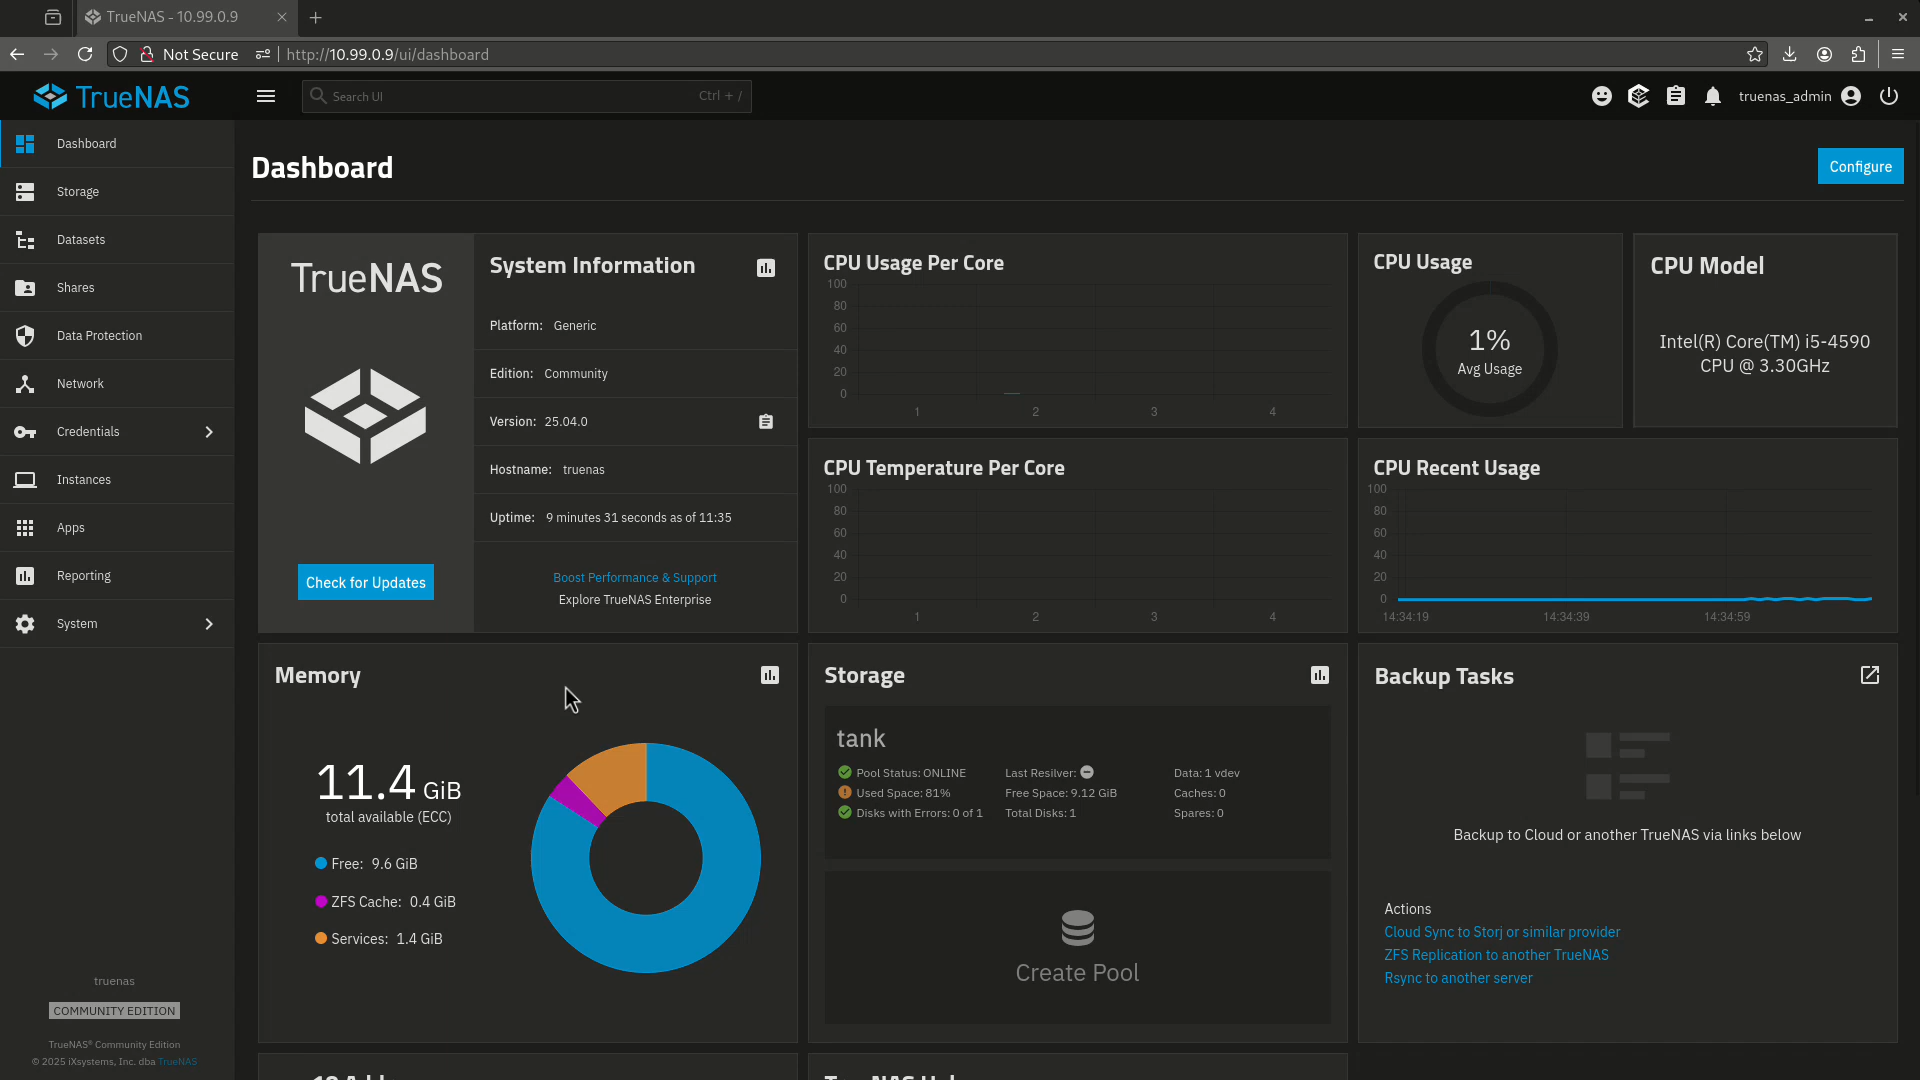 TrueNAS - 10.99.0.9
Not Secure
http://10.99.0.9/ui/dashboard
TrueNAS
Search UI
Ctrl + /
truenas_admin
Dashboard
Storage
Datasets
Shares
Data Protection
Network
Credentials
Instances
Apps
Reporting
System
truenas
COMMUNITY EDITION
TrueNAS® Community Edition
© 2025 iXsystems, Inc. dba TrueNAS
Dashboard
Configure
TrueNAS
Check for Updates
System Information
Platform: Generic
Edition: Community
Version: 25.04.0
Hostname: truenas
Uptime: 9 minutes 31 seconds as of 11:35
Boost Performance & Support
Explore TrueNAS Enterprise
CPU Usage Per Core
100
80
60
40
20
0
1 2 3 4
CPU Usage
1%
Avg Usage
CPU Model
Intel(R) Core(TM) i5-4590
CPU @ 3.30GHz
CPU Temperature Per Core
100
80
60
40
20
0
1 2 3 4
CPU Recent Usage
100
80
60
40
20
0
14:34:19 14:34:39 14:34:59
Memory
11.4 GiB
total available (ECC)
Free: 9.6 GiB
ZFS Cache: 0.4 GiB
Services: 1.4 GiB
Storage
tank
Pool Status: ONLINE
Last Resilver:
Data: 1 vdev
Used Space: 81%
Free Space: 9.12 GiB
Caches: 0
Disks with Errors: 0 of 1
Total Disks: 1
Spares: 0
Create Pool
Backup Tasks
Backup to Cloud or another TrueNAS via links below
Actions
Cloud Sync to Storj or similar provider
ZFS Replication to another TrueNAS
Rsync to another server